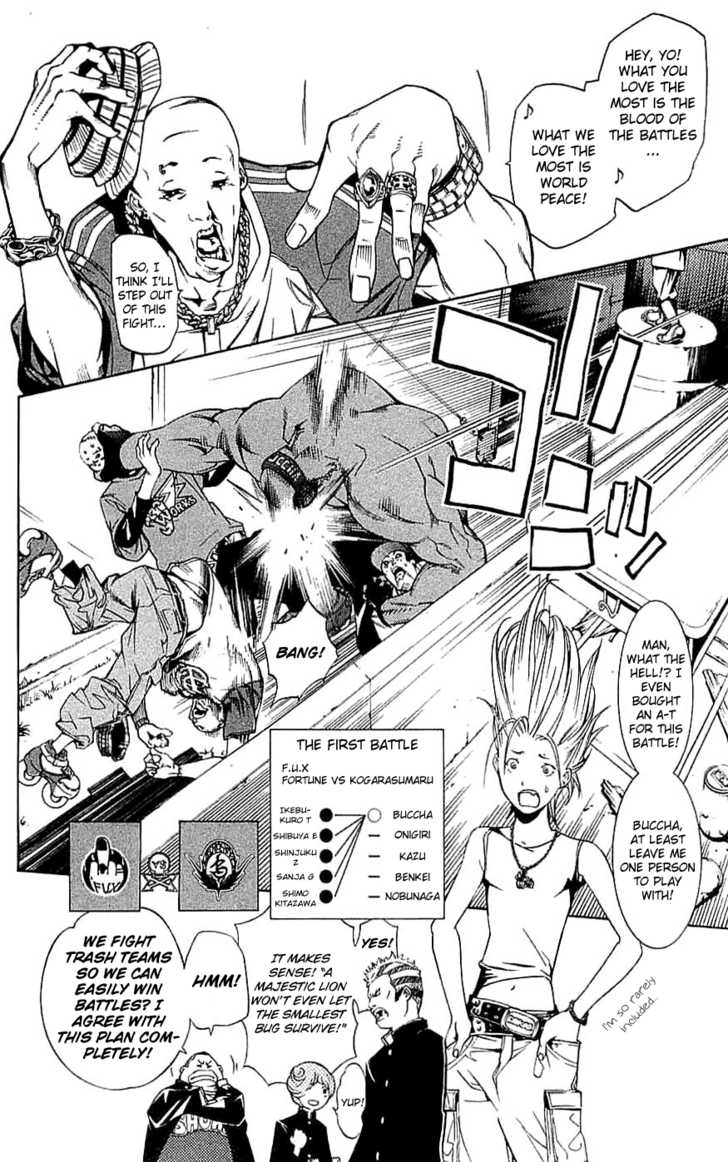 HEY, YO!
WHAT YOU
LOVE THE
MOST IS THE
BLOOD OF
THE BATTLES
...
WHAT WE
LOVE THE
MOST IS
WORLD
PEACE!
SO, I
THINK I'LL
STEP OUT
OF THIS
FIGHT...
BANG!
MAN,
WHAT THE
HELL!? I
EVEN
BOUGHT
AN A-T
FOR THIS
BATTLE!
BUCCHA,
AT LEAST
LEAVE ME
ONE PERSON
TO PLAY
WITH!
THE FIRST BATTLE
F.U.X
FORTUNE VS KOGARASUMARU
IKEBU-
KURO T
BUCCHA
SHIBUYA E
ONIGIRI
SHINJUKU
Z
KAZU
SANJA G
BENKEI
SHIMO
KITAZAWA
NOBUNAGA
FUX
VS
YES!
IT MAKES
SENSE! "A
MAJESTIC LION
WON'T EVEN LET
THE SMALLEST
BUG SURVIVE!"
HMM!
WE FIGHT
TRASH TEAMS
SO WE CAN
EASILY WIN
BATTLES? I
AGREE WITH
THIS PLAN COM-
PLETELY!
YUP!
I'm so rarely
included...
SHOW